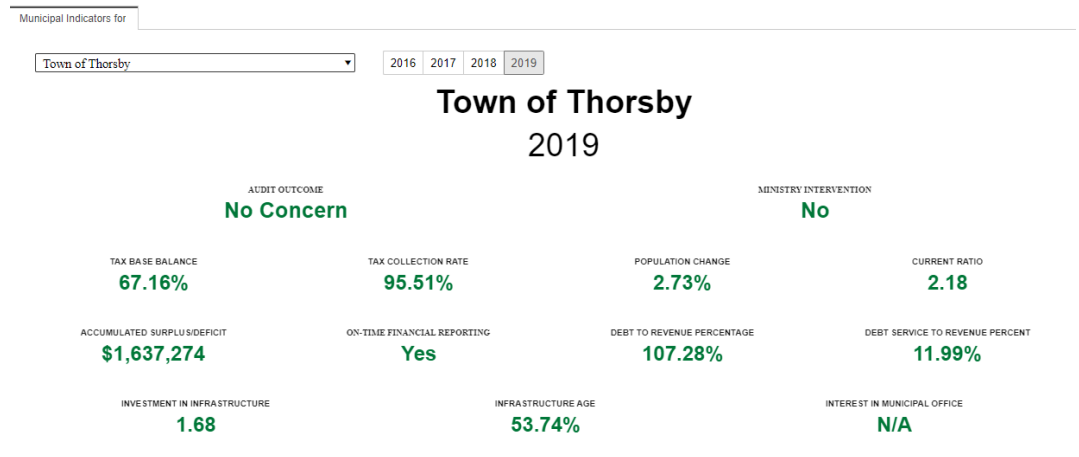 Municipal Indicators for
Town of Thorsby
2016 2017 2018 2019
Town of Thorsby
2019
AUDIT OUTCOME MINISTRY INTERVENTION
No Concern No
TAX BASE BALANCE TAX COLLECTION RATE POPULATION CHANGE CURRENT RATIO
67.16% 95.51% 2.73% 2.18
ACCUMULATED SURPLUS/DEFICIT ON-TIME FINANCIAL REPORTING DEBT TO REVENUE PERCENTAGE DEBT SERVICE TO REVENUE PERCENT
$1,637,274 Yes 107.28% 11.99%
INVESTMENT IN INFRASTRUCTURE INFRASTRUCTURE AGE INTEREST IN MUNICIPAL OFFICE
1.68 53.74% N/A